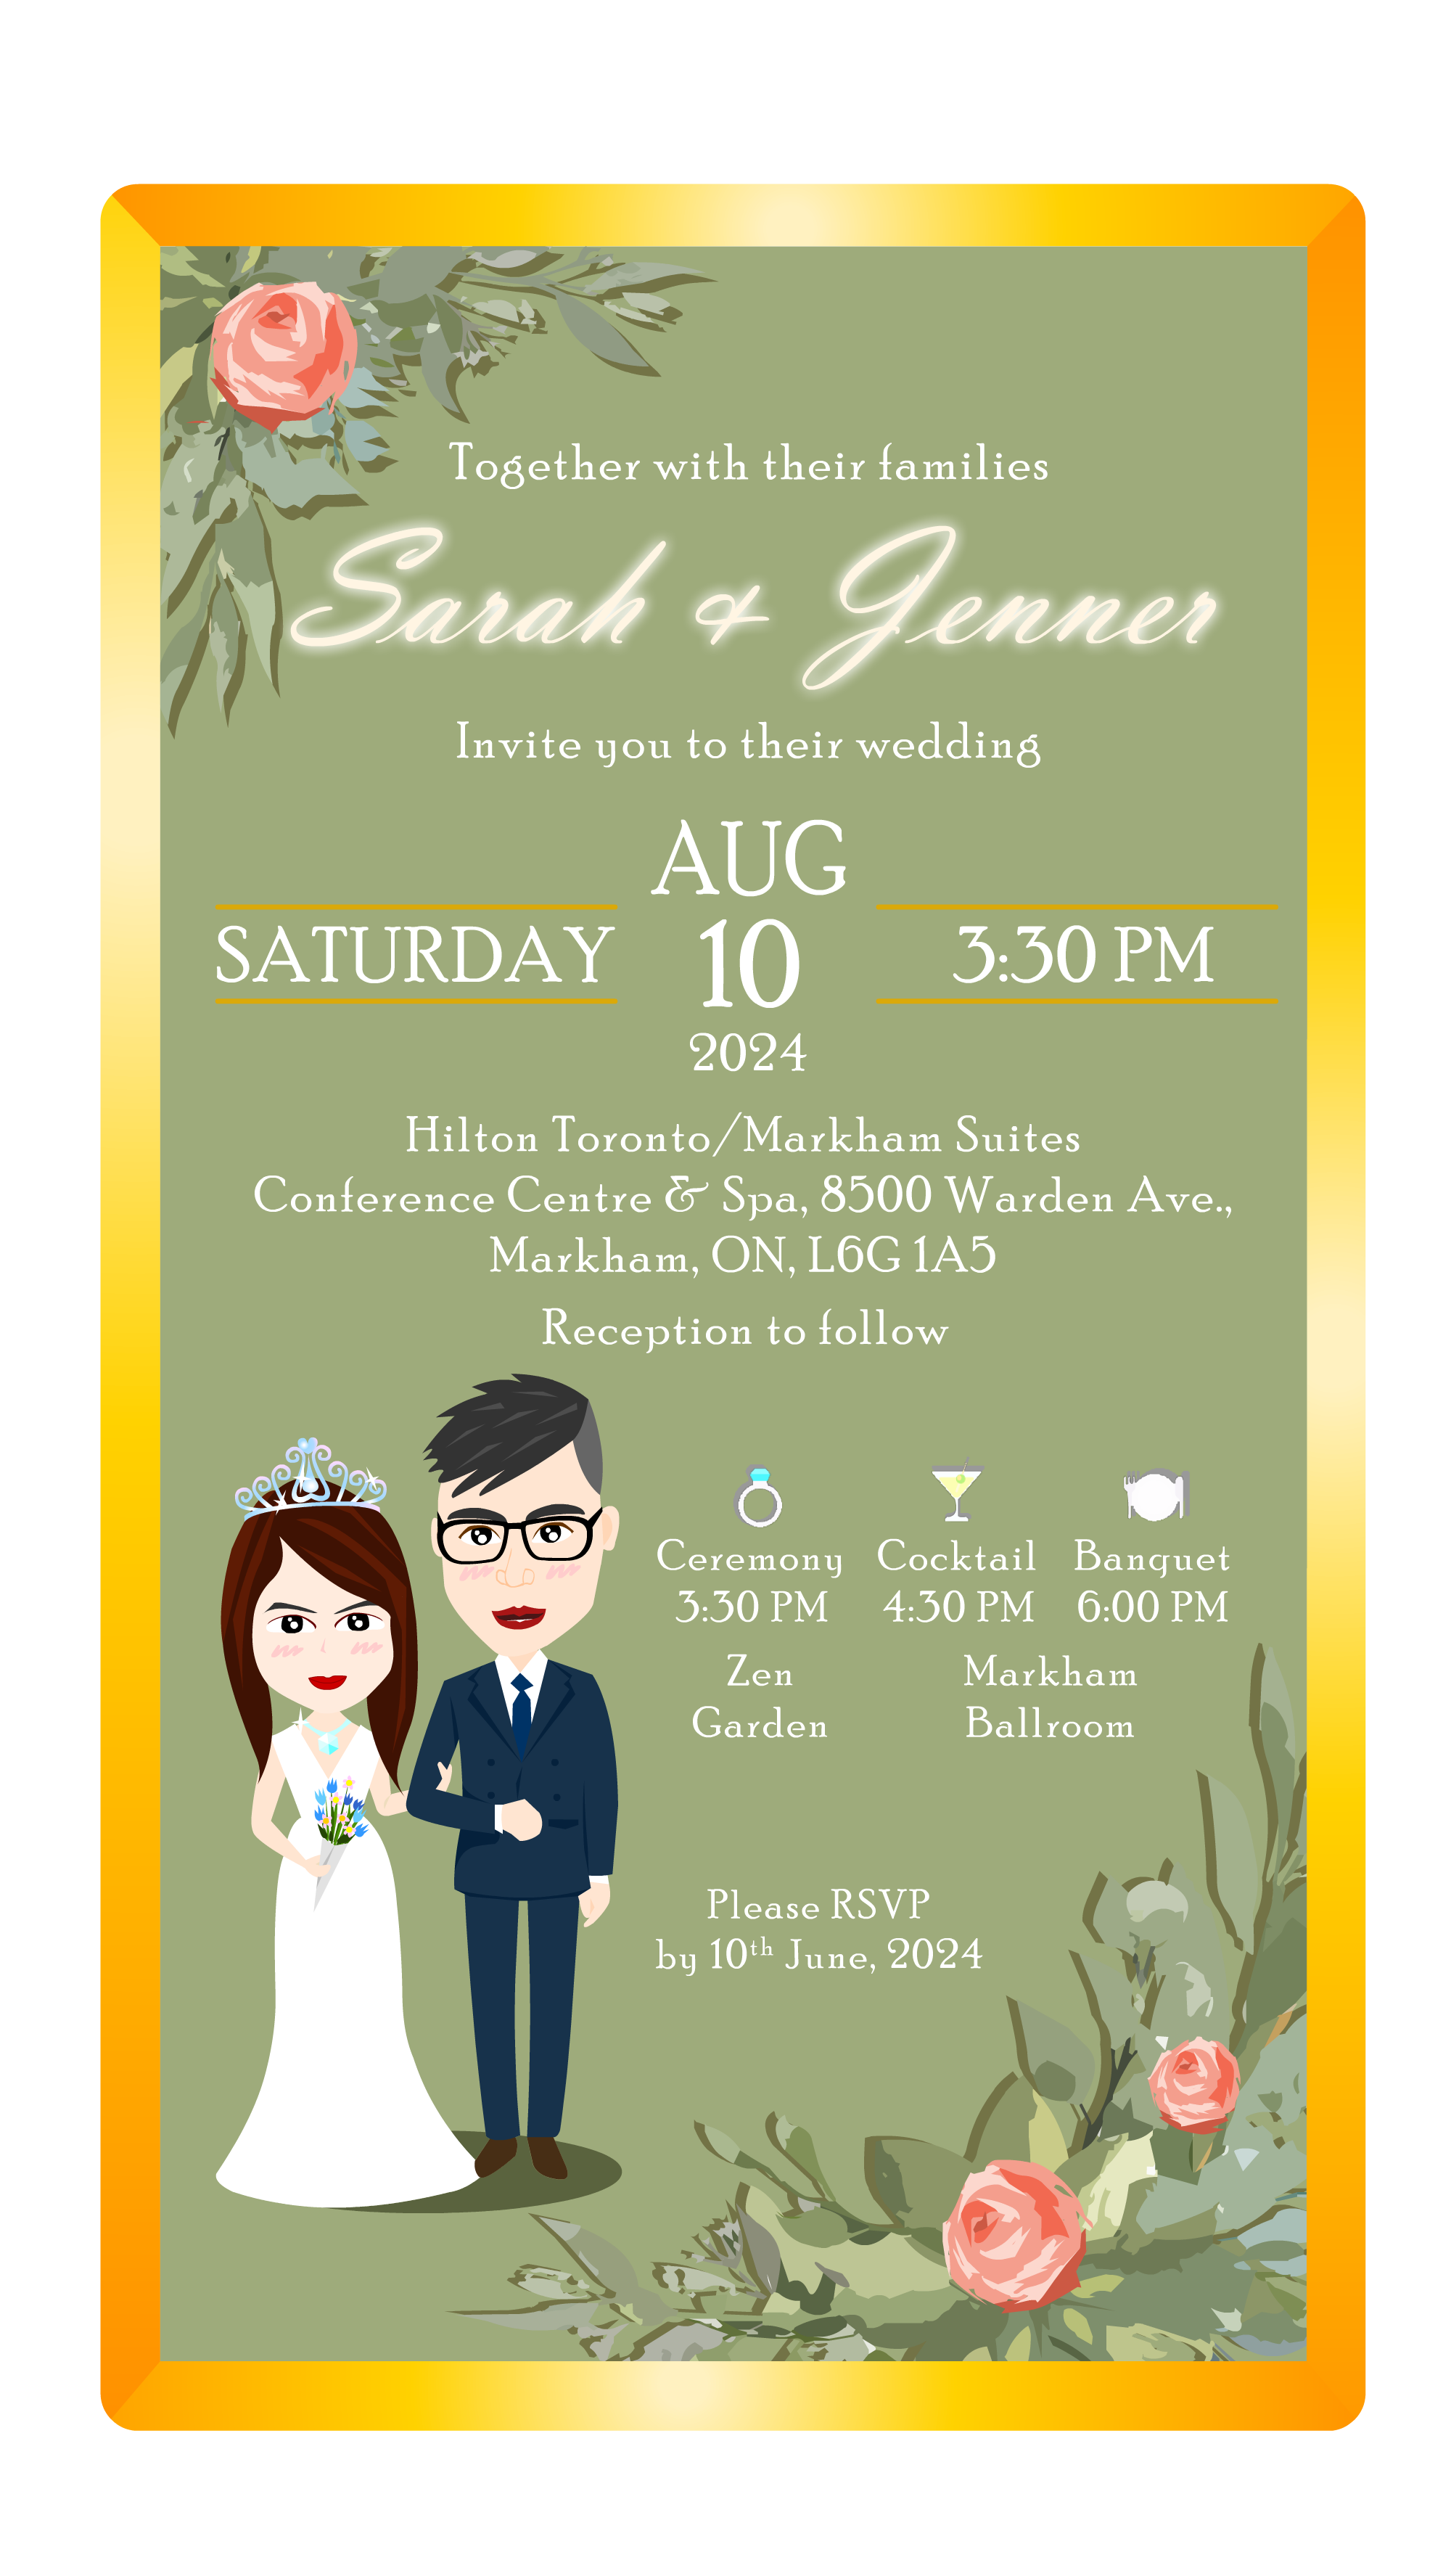 Together with their families
Sarah & Jenner
Invite you to their wedding
AUG
SATURDAY 10 3:30 PM
2024
Hilton Toronto/Markham Suites
Conference Centre & Spa, 8500 Warden Ave.,
Markham, ON, L6G 1A5
Reception to follow
Ceremony Cocktail Banquet
3:30 PM 4:30 PM 6:00 PM
Zen Markham
Garden Ballroom
Please RSVP
by 10th June, 2024